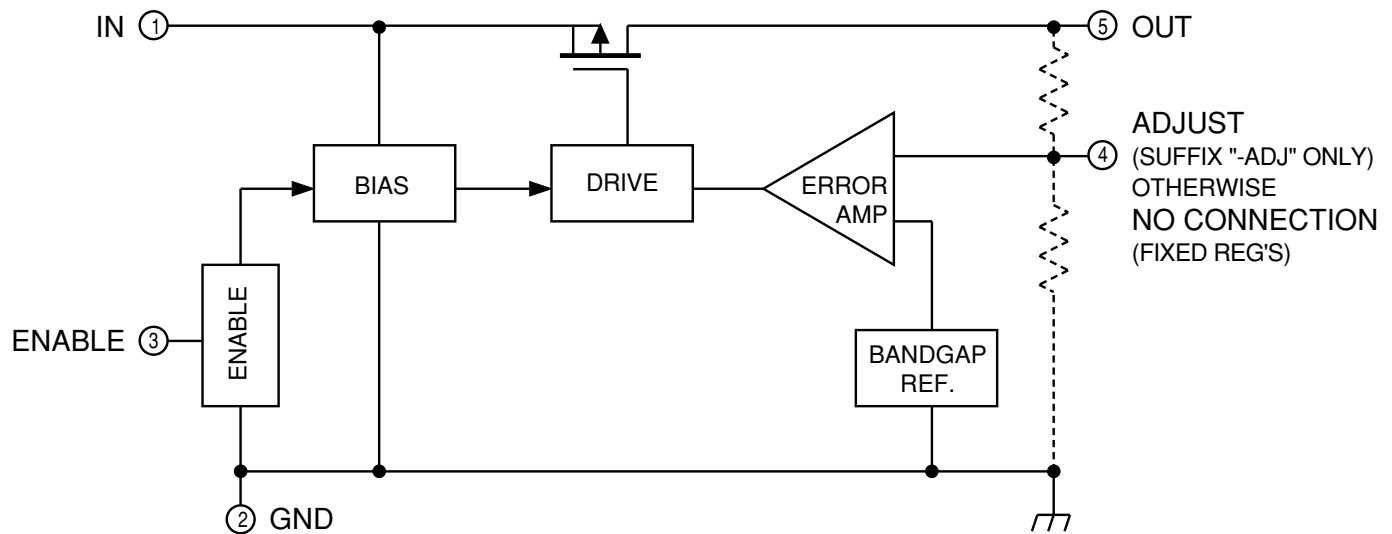 IN 1
5 OUT
ADJUST
4 (SUFFIX "-ADJ" ONLY)
OTHERWISE
NO CONNECTION
(FIXED REG'S)
BIAS
DRIVE
ERROR
AMP
ENABLE 3
ENABLE
BANDGAP
REF.
2 GND